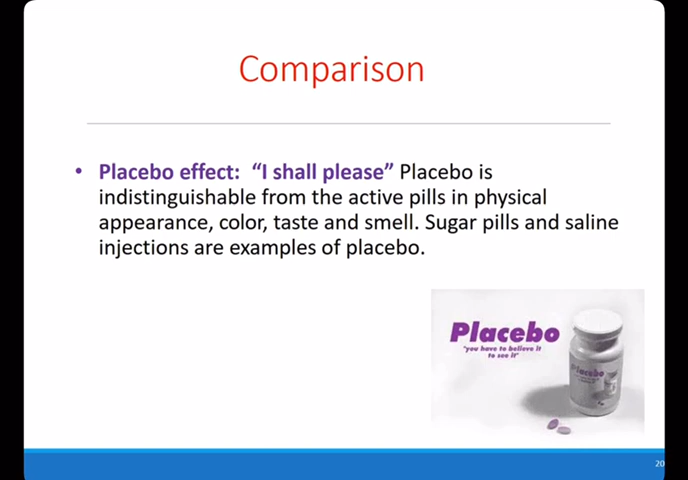 Comparison
• Placebo effect: “I shall please” Placebo is
indistinguishable from the active pills in physical
appearance, color, taste and smell. Sugar pills and saline
injections are examples of placebo.
Placebo
"you have to believe it
to see it"
Placebo
20